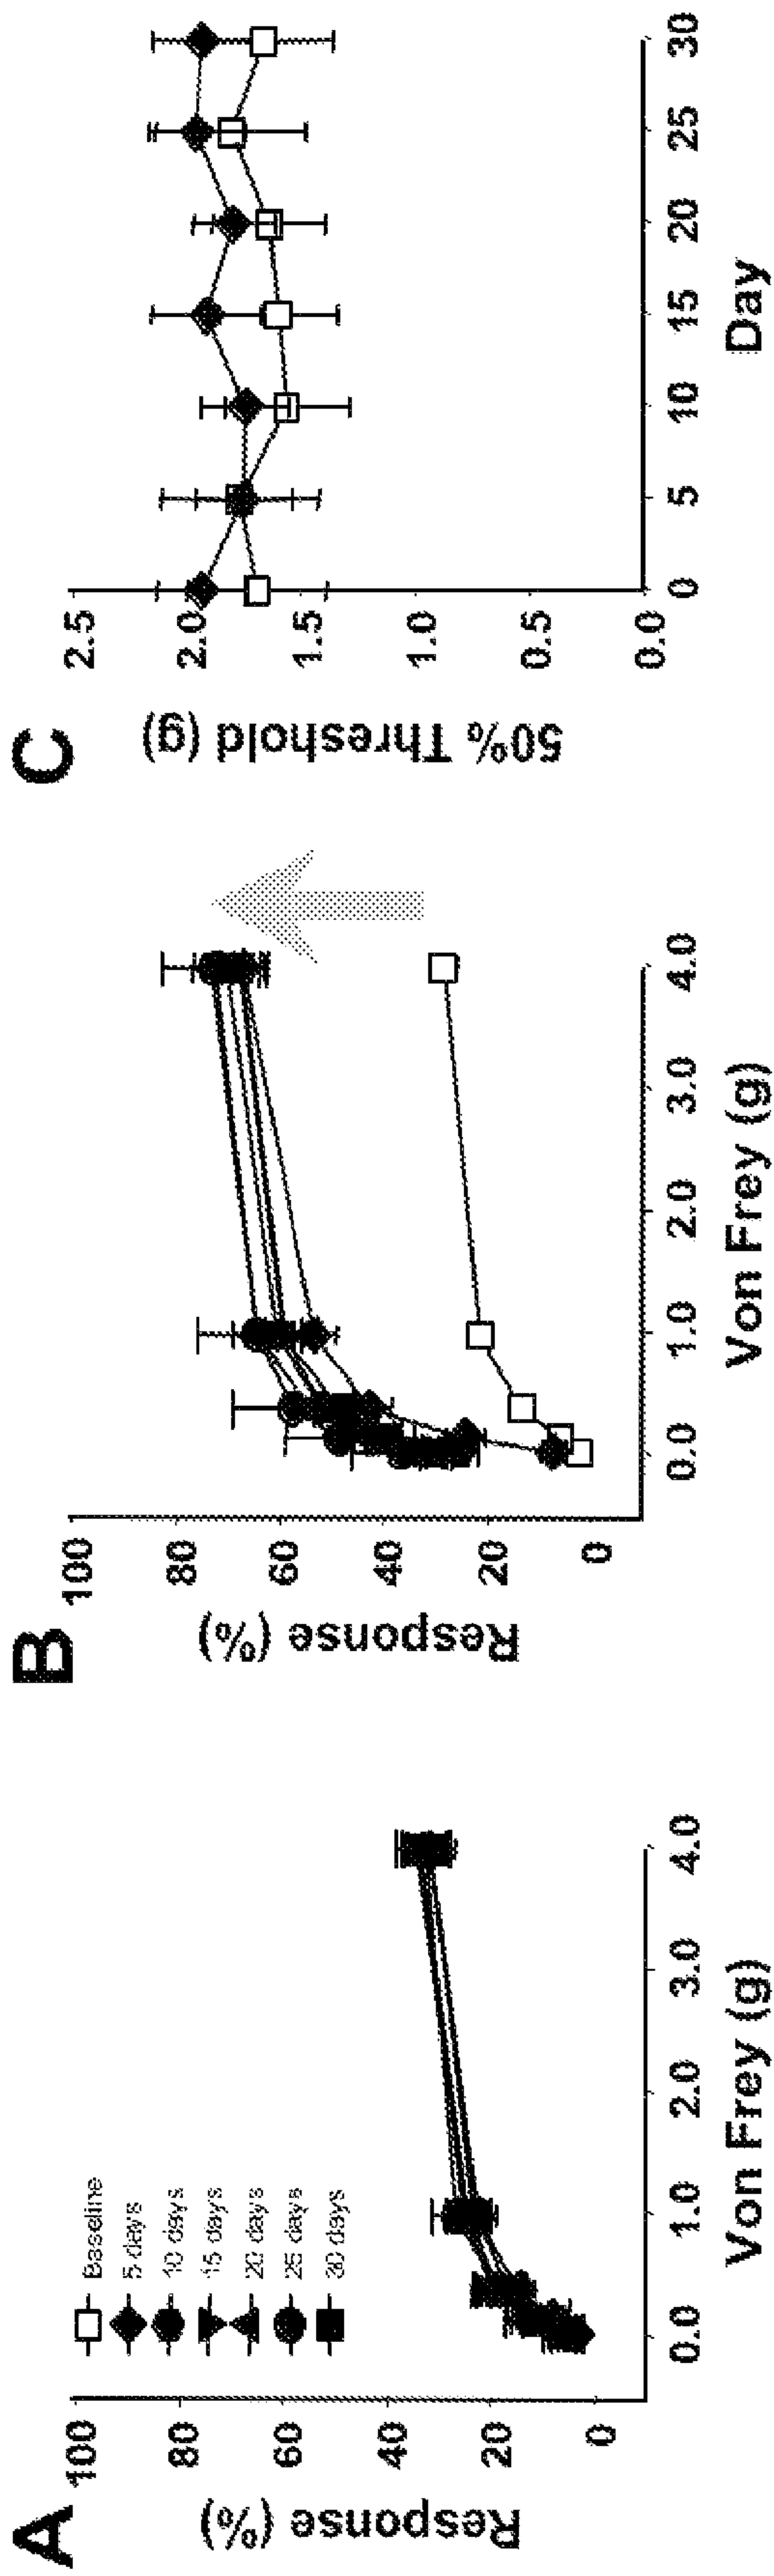 A
Response (%)
100
80
60
40
20
0
Baseline
5 days
10 days
15 days
20 days
25 days
30 days
0.0
1.0
2.0
3.0
4.0
Von Frey (g)
B
Response (%)
100
80
60
40
20
0
0.0
1.0
2.0
3.0
4.0
Von Frey (g)
C
50% Threshold (g)
2.5
2.0
1.5
1.0
0.5
0.0
0
5
10
15
20
25
30
Day